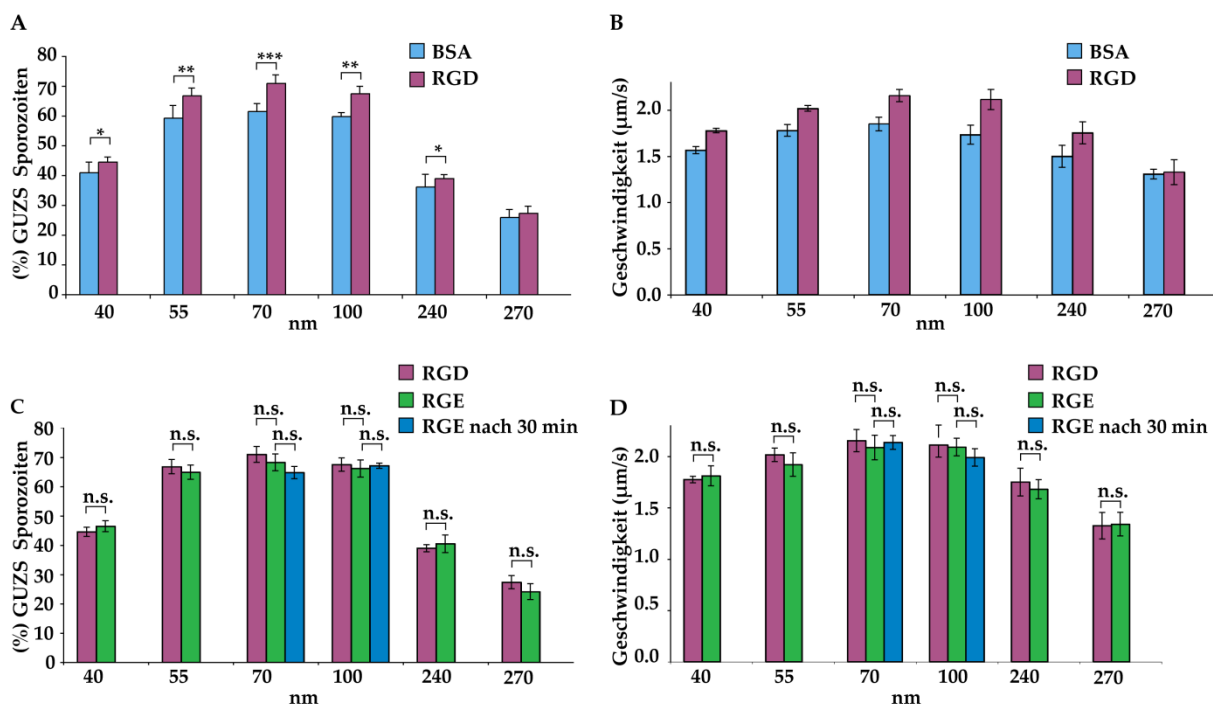 A
BSA
RGD
(%) GUZS Sporozoiten
80
70
60
50
40
30
20
10
0
* ** *** ** *
40 55 70 100 240 270
nm
B
BSA
RGD
Geschwindigkeit (µm/s)
2.0
1.5
1.0
0.5
0.0
40 55 70 100 240 270
nm
C
RGD
RGE
RGE nach 30 min
(%) GUZS Sporozoiten
80
70
60
50
40
30
20
10
0
n.s. n.s. n.s. n.s. n.s. n.s. n.s. n.s.
40 55 70 100 240 270
nm
D
RGD
RGE
RGE nach 30 min
Geschwindigkeit (µm/s)
2.0
1.5
1.0
0.5
0.0
n.s. n.s. n.s. n.s. n.s. n.s. n.s. n.s.
40 55 70 100 240 270
nm